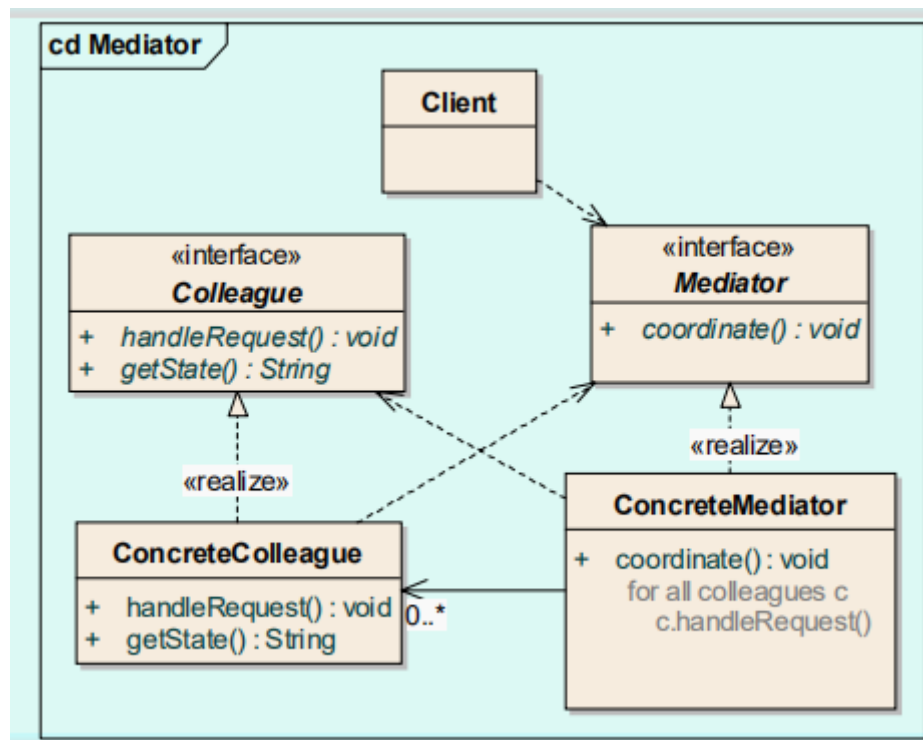 cd Mediator
Client
«interface»
Colleague
+ handleRequest() : void
+ getState() : String
«interface»
Mediator
+ coordinate() : void
«realize»
«realize»
ConcreteColleague
+ handleRequest() : void
+ getState() : String
0..*
ConcreteMediator
+ coordinate() : void
for all colleagues c
c.handleRequest()